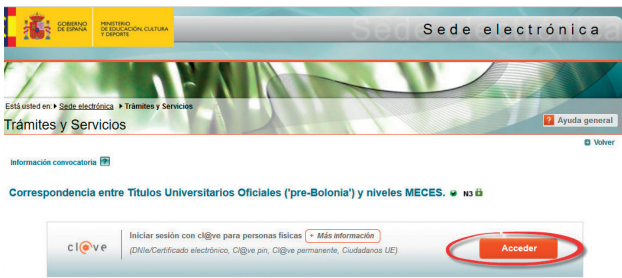 GOBIERNO
DE ESPAÑA
MINISTERIO
DE EDUCACIÓN, CULTURA
Y DEPORTE
Sede electrónica
Está usted en: Sede electrónica Trámites y Servicios
Trámites y Servicios
? Ayuda general
Volver
Información convocatoria
Correspondencia entre Títulos Universitarios Oficiales ('pre-Bolonia') y niveles MECES. N3
cl@ve
Iniciar sesión con cl@ve para personas físicas + Más información
(DNIe/Certificado electrónico, Cl@ve pin, Cl@ve permanente, Ciudadanos UE)
Acceder